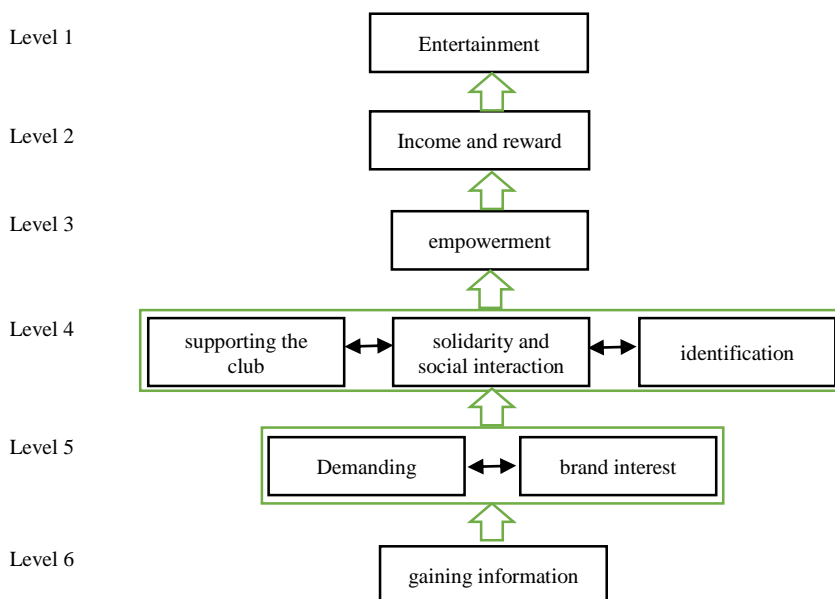 Level 1
Entertainment
Level 2
Income and reward
Level 3
empowerment
Level 4
supporting the
club
solidarity and
social interaction
identification
Level 5
Demanding
brand interest
Level 6
gaining information